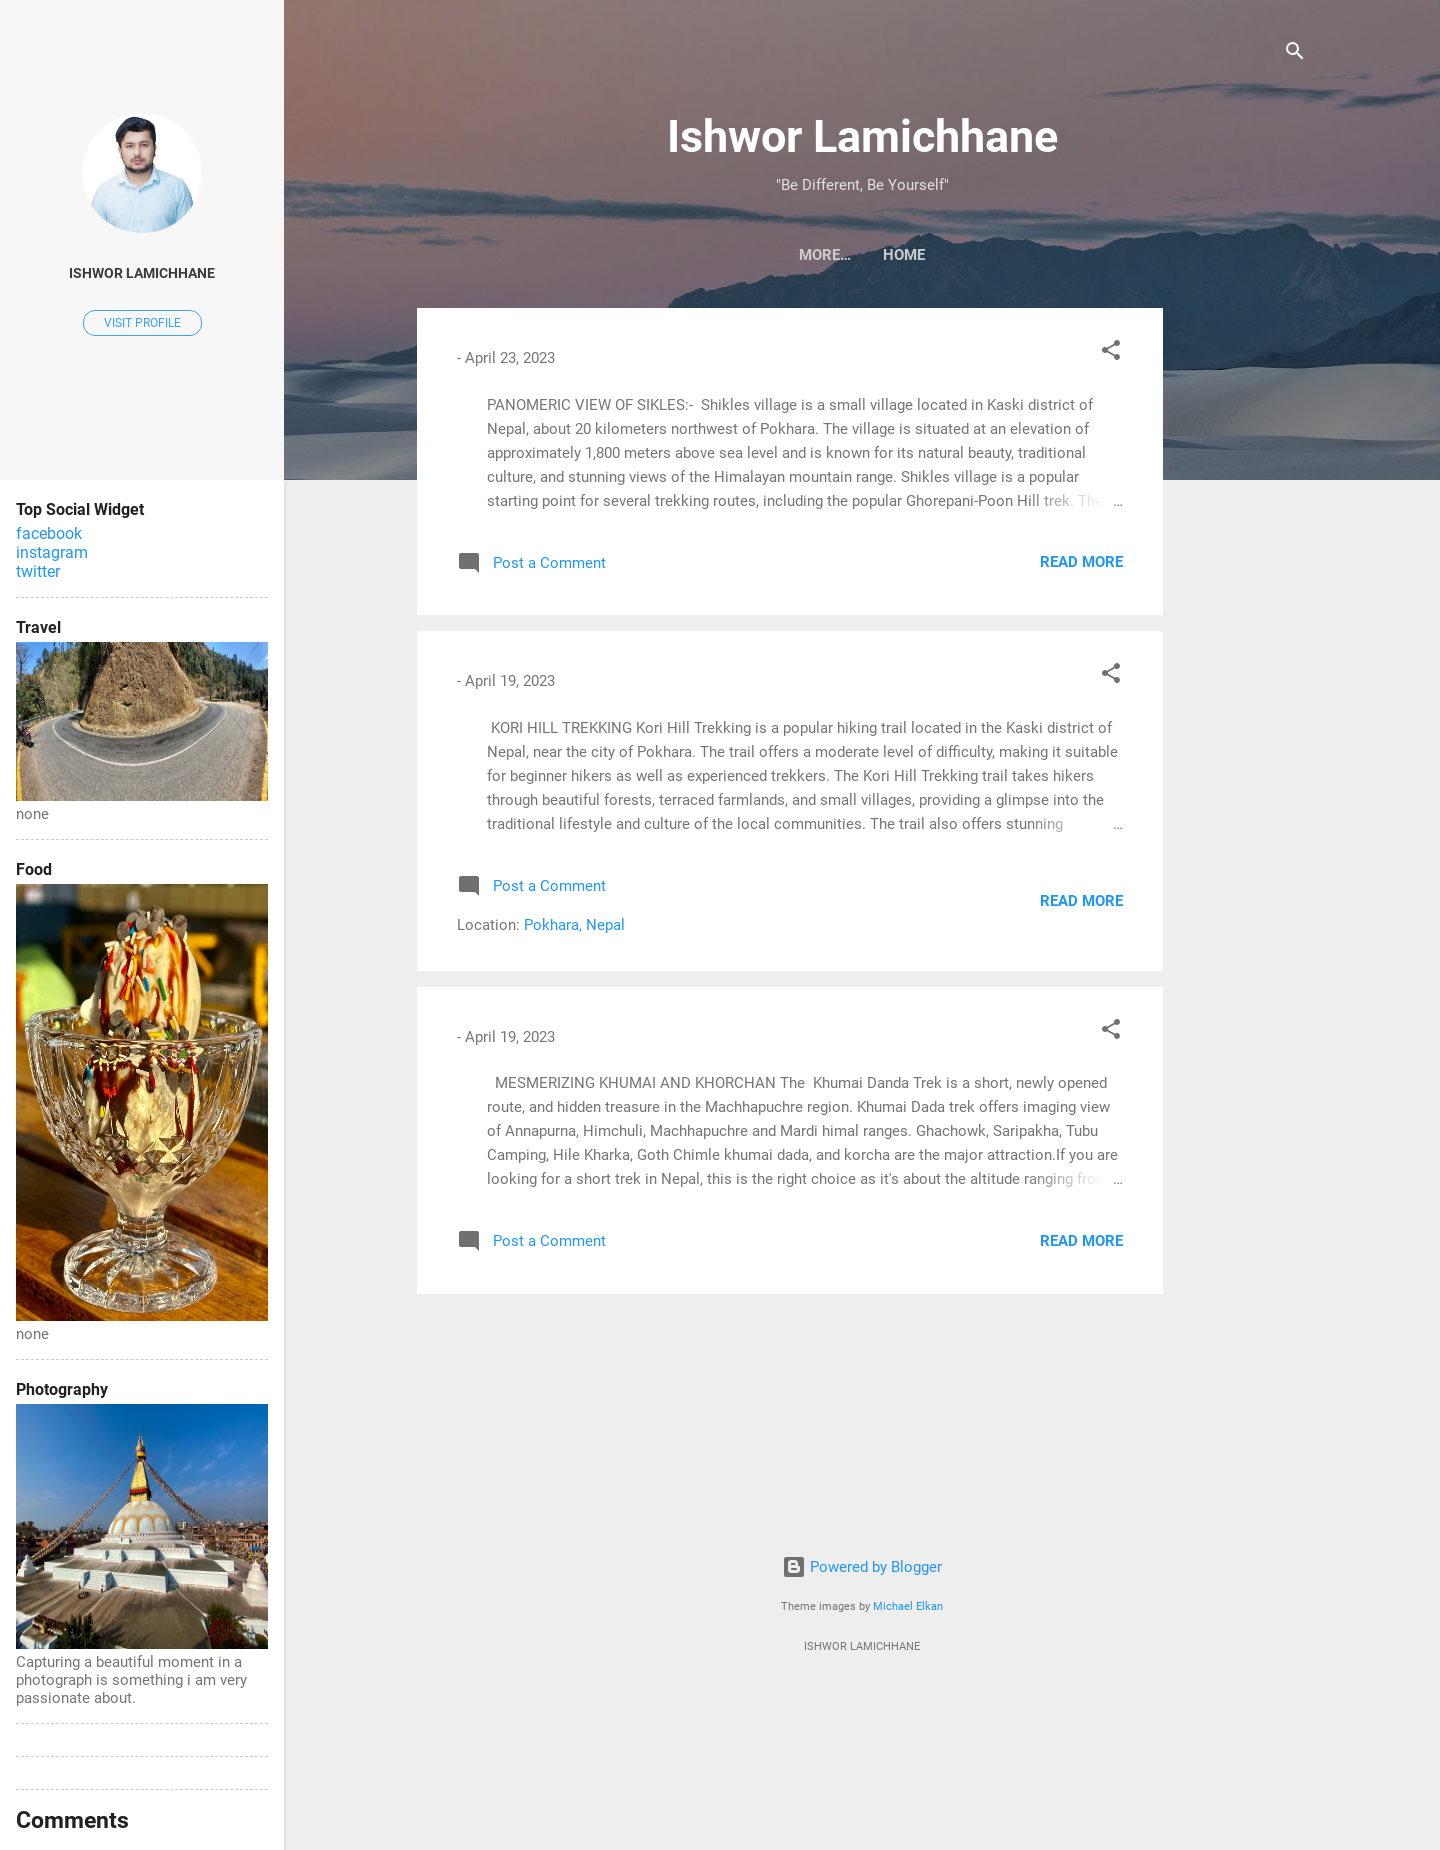 ISHWOR LAMICHHANE
VISIT PROFILE
Top Social Widget
facebook
instagram
twitter
Travel
none
Food
none
Photography
Capturing a beautiful moment in a
photograph is something i am very
passionate about.
Comments
Ishwor Lamichhane
"Be Different, Be Yourself"
MORE… HOME
- April 23, 2023
PANOMERIC VIEW OF SIKLES:-  Shikles village is a small village located in Kaski district of
Nepal, about 20 kilometers northwest of Pokhara. The village is situated at an elevation of
approximately 1,800 meters above sea level and is known for its natural beauty, traditional
culture, and stunning views of the Himalayan mountain range. Shikles village is a popular
starting point for several trekking routes, including the popular Ghorepani-Poon Hill trek. The …
Post a Comment
READ MORE
- April 19, 2023
KORI HILL TREKKING Kori Hill Trekking is a popular hiking trail located in the Kaski district of
Nepal, near the city of Pokhara. The trail offers a moderate level of difficulty, making it suitable
for beginner hikers as well as experienced trekkers. The Kori Hill Trekking trail takes hikers
through beautiful forests, terraced farmlands, and small villages, providing a glimpse into the
traditional lifestyle and culture of the local communities. The trail also offers stunning …
Post a Comment
READ MORE
Location: Pokhara, Nepal
- April 19, 2023
MESMERIZING KHUMAI AND KHORCHAN The  Khumai Danda Trek is a short, newly opened
route, and hidden treasure in the Machhapuchre region. Khumai Dada trek offers imaging view
of Annapurna, Himchuli, Machhapuchre and Mardi himal ranges. Ghachowk, Saripakha, Tubu
Camping, Hile Kharka, Goth Chimle khumai dada, and korcha are the major attraction.If you are
looking for a short trek in Nepal, this is the right choice as it's about the altitude ranging from …
Post a Comment
READ MORE
Powered by Blogger
Theme images by Michael Elkan
ISHWOR LAMICHHANE